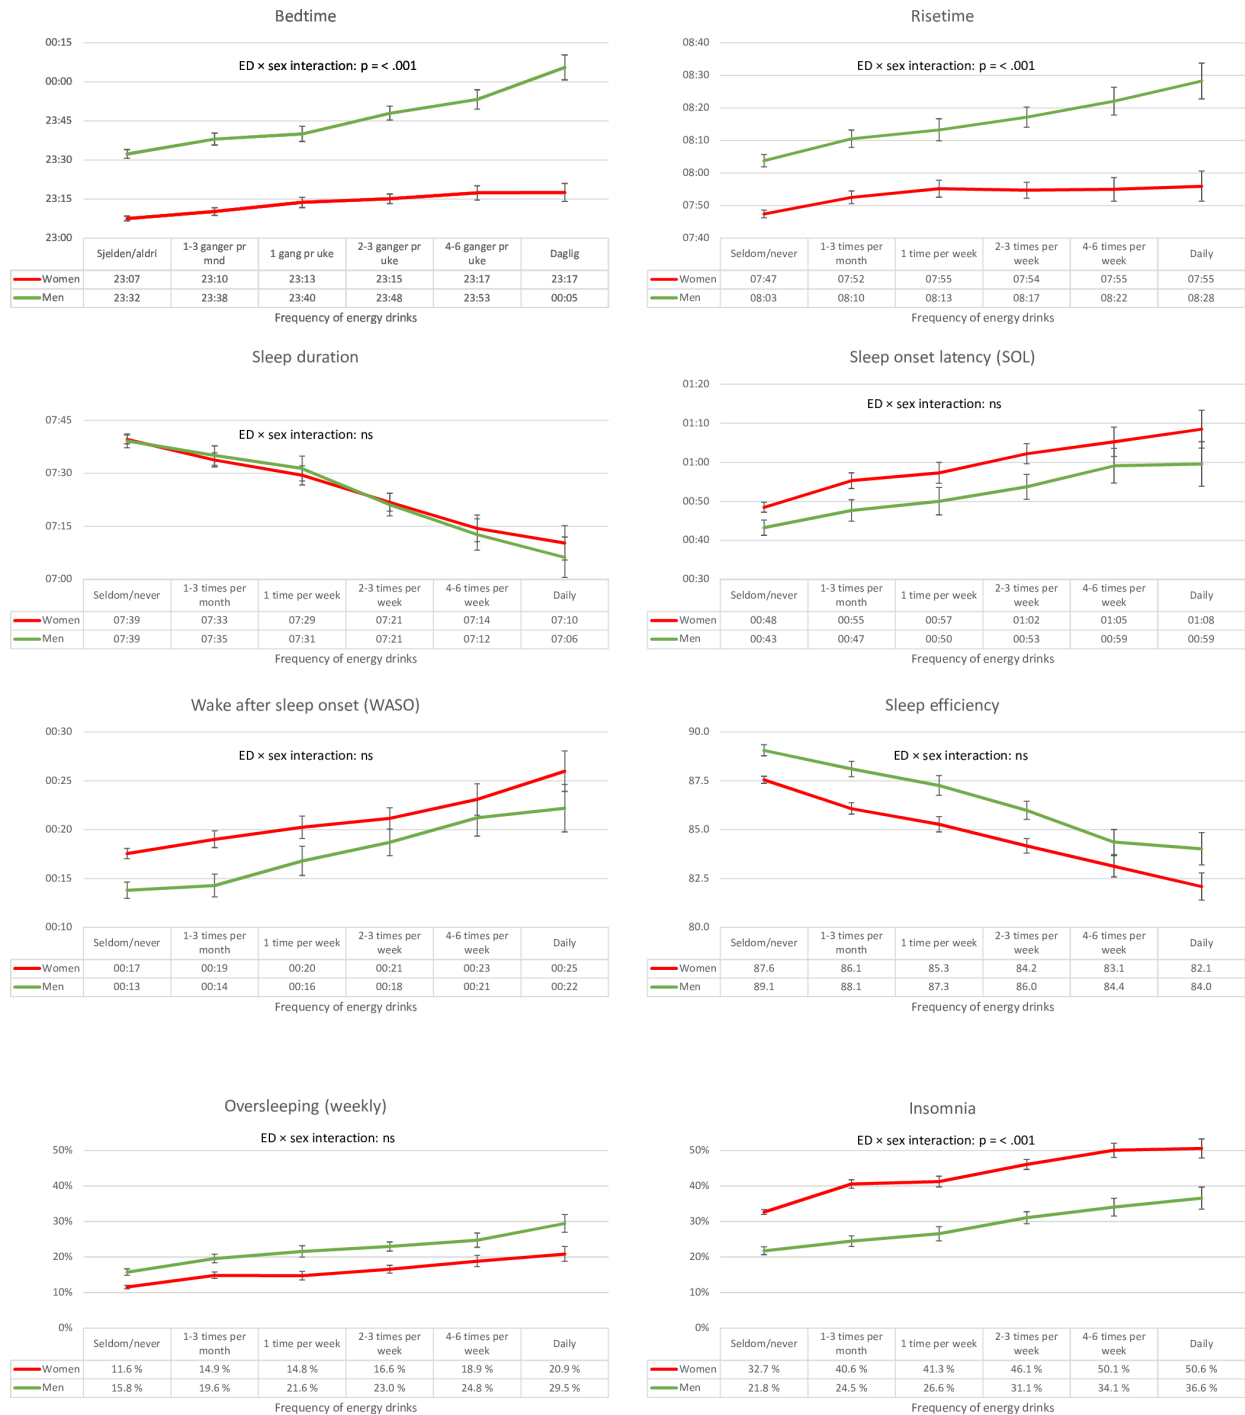 Bedtime
00:15
ED × sex interaction: p = < .001
00:00
23:45
23:30
23:15
23:00
Sjelden/aldri 1-3 ganger pr mnd 1 gang pr uke 2-3 ganger pr uke 4-6 ganger pr uke Daglig
Women 23:07 23:10 23:13 23:15 23:17 23:17
Men 23:32 23:38 23:40 23:48 23:53 00:05
Frequency of energy drinks
Risetime
08:40
ED × sex interaction: p = < .001
08:30
08:20
08:10
08:00
07:50
07:40
Seldom/never 1-3 times per month 1 time per week 2-3 times per week 4-6 times per week Daily
Women 07:47 07:52 07:55 07:54 07:55 07:55
Men 08:03 08:10 08:13 08:17 08:22 08:28
Frequency of energy drinks
Sleep duration
07:45
ED × sex interaction: ns
07:30
07:15
07:00
Seldom/never 1-3 times per month 1 time per week 2-3 times per week 4-6 times per week Daily
Women 07:39 07:33 07:29 07:21 07:14 07:10
Men 07:39 07:35 07:31 07:21 07:12 07:06
Frequency of energy drinks
Sleep onset latency (SOL)
01:20
ED × sex interaction: ns
01:10
01:00
00:50
00:40
00:30
Seldom/never 1-3 times per month 1 time per week 2-3 times per week 4-6 times per week Daily
Women 00:48 00:55 00:57 01:02 01:05 01:08
Men 00:43 00:47 00:50 00:53 00:59 00:59
Frequency of energy drinks
Wake after sleep onset (WASO)
00:30
ED × sex interaction: ns
00:25
00:20
00:15
00:10
Seldom/never 1-3 times per month 1 time per week 2-3 times per week 4-6 times per week Daily
Women 00:17 00:19 00:20 00:21 00:23 00:25
Men 00:13 00:14 00:16 00:18 00:21 00:22
Frequency of energy drinks
Sleep efficiency
90.0
ED × sex interaction: ns
87.5
85.0
82.5
80.0
Seldom/never 1-3 times per month 1 time per week 2-3 times per week 4-6 times per week Daily
Women 87.6 86.1 85.3 84.2 83.1 82.1
Men 89.1 88.1 87.3 86.0 84.4 84.0
Frequency of energy drinks
Oversleeping (weekly)
ED × sex interaction: ns
50%
40%
30%
20%
10%
0%
Seldom/never 1-3 times per month 1 time per week 2-3 times per week 4-6 times per week Daily
Women 11.6 % 14.9 % 14.8 % 16.6 % 18.9 % 20.9 %
Men 15.8 % 19.6 % 21.6 % 23.0 % 24.8 % 29.5 %
Frequency of energy drinks
Insomnia
ED × sex interaction: p = < .001
50%
40%
30%
20%
10%
0%
Seldom/never 1-3 times per month 1 time per week 2-3 times per week 4-6 times per week Daily
Women 32.7 % 40.6 % 41.3 % 46.1 % 50.1 % 50.6 %
Men 21.8 % 24.5 % 26.6 % 31.1 % 34.1 % 36.6 %
Frequency of energy drinks